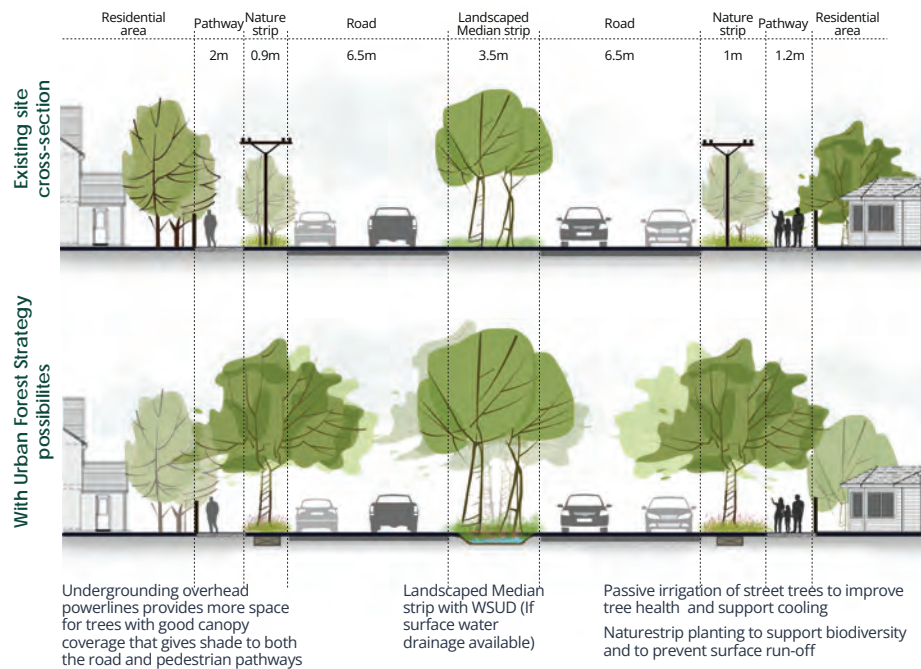 Residential
area
Pathway
Nature
strip
Road
Landscaped
Median strip
Road
Nature
strip
Pathway
Residential
area
2m
0.9m
6.5m
3.5m
6.5m
1m
1.2m
Existing site
cross-section
With Urban Forest Strategy
possibilites
Undergrounding overhead
powerlines provides more space
for trees with good canopy
coverage that gives shade to both
the road and pedestrian pathways
Landscaped Median
strip with WSUD (If
surface water
drainage available)
Passive irrigation of street trees to improve
tree health and support cooling
Naturestrip planting to support biodiversity
and to prevent surface run-off